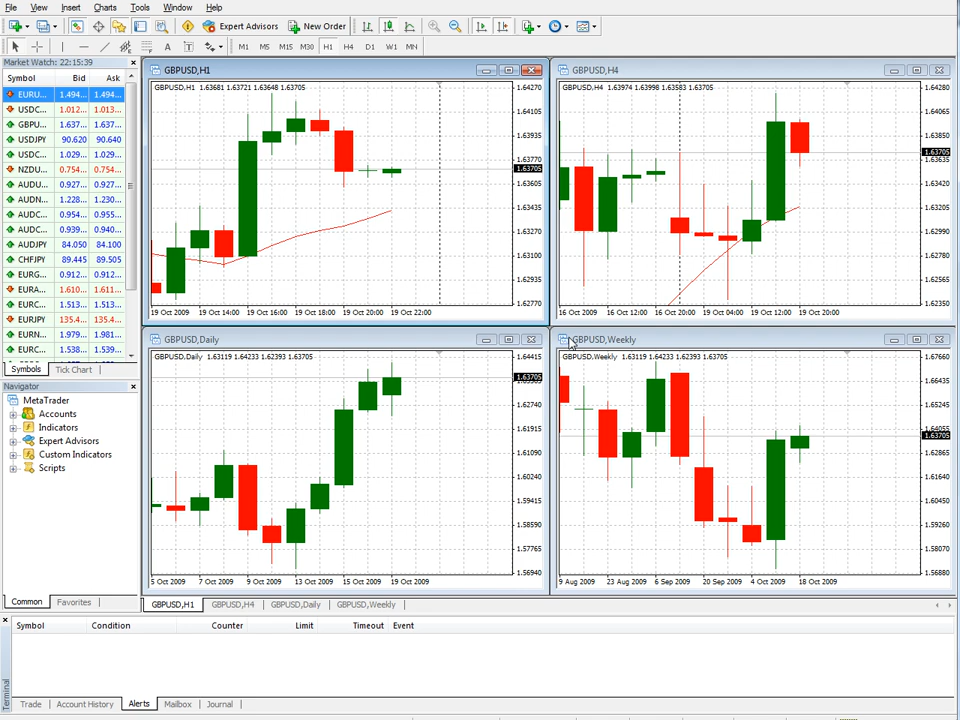 File View Insert Charts Tools Window Help
Expert Advisors New Order
A T M1 M5 M15 M30 H1 H4 D1 W1 MN
Market Watch: 22:15:39
Symbol Bid Ask
EURU... 1.494... 1.494...
USDC... 1.012... 1.013...
GBPU... 1.637... 1.637...
USDJPY 90.620 90.640
USDC... 1.029... 1.029...
NZDU... 0.754... 0.754...
AUDU... 0.927... 0.927...
AUDN... 1.228... 1.230...
AUDC... 0.954... 0.955...
AUDC... 0.939... 0.940...
AUDJPY 84.050 84.100
CHFJPY 89.445 89.505
EURG... 0.912... 0.912...
EURA... 1.610... 1.611...
EURC... 1.513... 1.513...
EURJPY 135.4... 135.4...
EURN... 1.979... 1.981...
EURC... 1.538... 1.539...
Symbols Tick Chart
Navigator
MetaTrader
Accounts
Indicators
Expert Advisors
Custom Indicators
Scripts
Common Favorites
GBPUSD,H1
GBPUSD,H1 1.63681 1.63721 1.63648 1.63705
1.64270
1.64105
1.63935
1.63770
1.63705
1.63605
1.63435
1.63270
1.63100
1.62935
1.62770
19 Oct 2009 19 Oct 14:00 19 Oct 16:00 19 Oct 18:00 19 Oct 20:00 19 Oct 22:00
GBPUSD,H4
GBPUSD,H4 1.63974 1.63998 1.63583 1.63705
1.64280
1.64065
1.63850
1.63705
1.63635
1.63420
1.63205
1.62990
1.62780
1.62565
1.62350
16 Oct 2009 16 Oct 12:00 16 Oct 20:00 19 Oct 04:00 19 Oct 12:00 19 Oct 20:00
GBPUSD,Daily
GBPUSD,Daily 1.63119 1.64233 1.62393 1.63705
1.64415
1.63705
1.62740
1.61915
1.61090
1.60240
1.59415
1.58590
1.57765
1.56940
5 Oct 2009 7 Oct 2009 9 Oct 2009 13 Oct 2009 15 Oct 2009 19 Oct 2009
GBPUSD,Weekly
GBPUSD,Weekly 1.63119 1.64233 1.62393 1.63705
1.67660
1.66435
1.65245
1.64055
1.63705
1.62865
1.61640
1.60450
1.59260
1.58070
1.56880
9 Aug 2009 23 Aug 2009 6 Sep 2009 20 Sep 2009 4 Oct 2009 18 Oct 2009
GBPUSD,H1 GBPUSD,H4 GBPUSD,Daily GBPUSD,Weekly
Symbol Condition Counter Limit Timeout Event
Terminal
Trade Account History Alerts Mailbox Journal